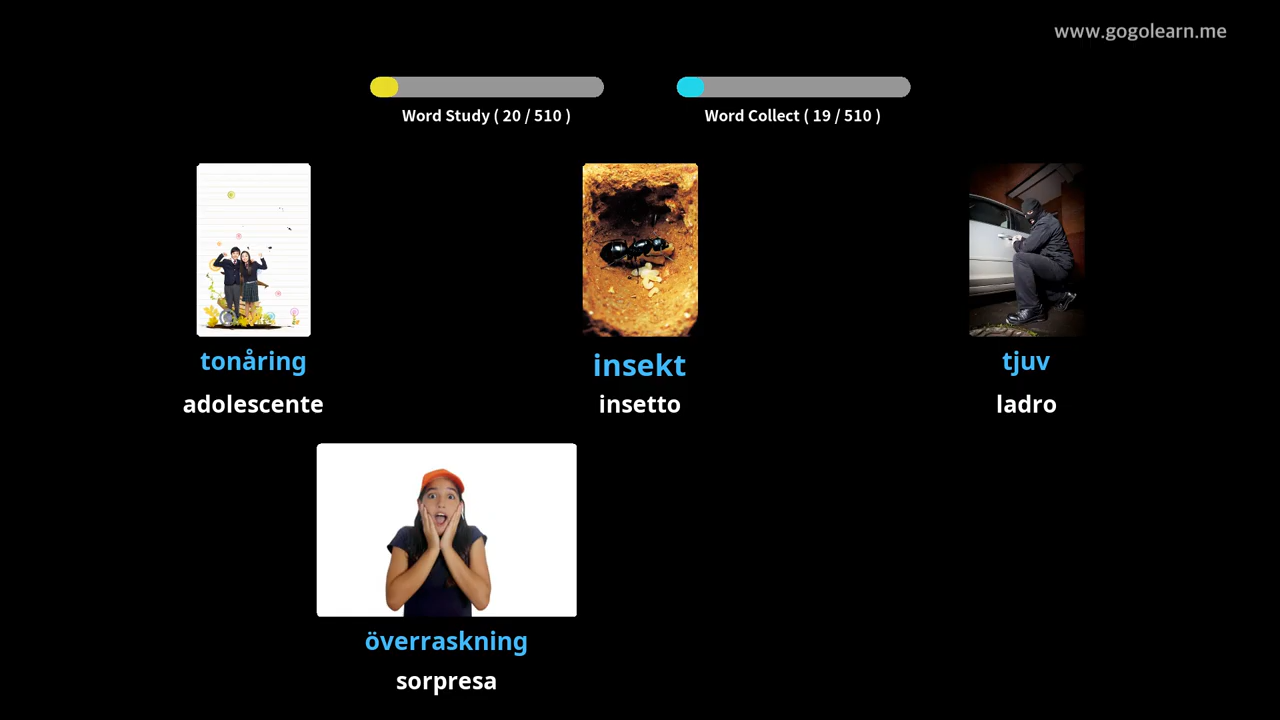 www.gogolearn.me
Word Study ( 20 / 510 )
Word Collect ( 19 / 510 )
tonåring
insekt
tjuv
adolescente
insetto
ladro
överraskning
sorpresa